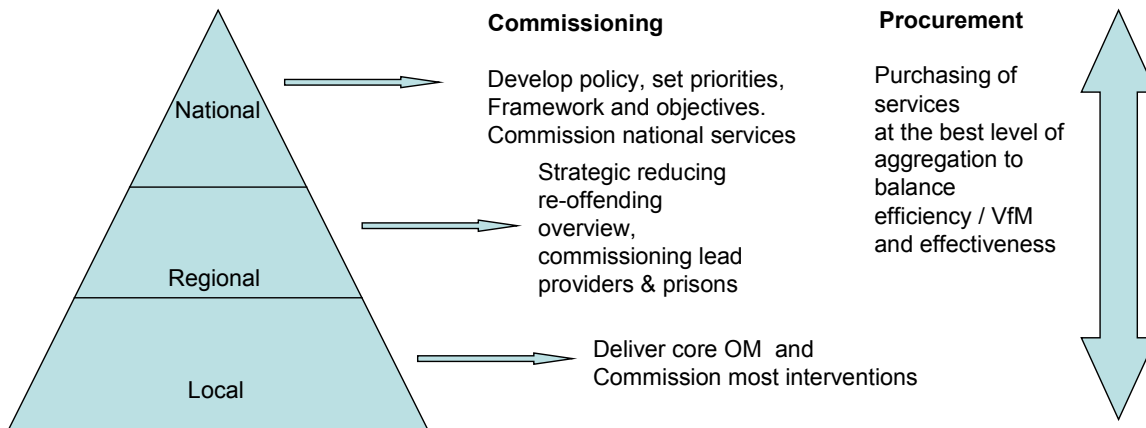 Commissioning
Procurement
National
Develop policy, set priorities,
Framework and objectives.
Commission national services
Purchasing of
services
at the best level of
aggregation to
balance
efficiency / VfM
and effectiveness
Regional
Strategic reducing
re-offending
overview,
commissioning lead
providers & prisons
Local
Deliver core OM and
Commission most interventions